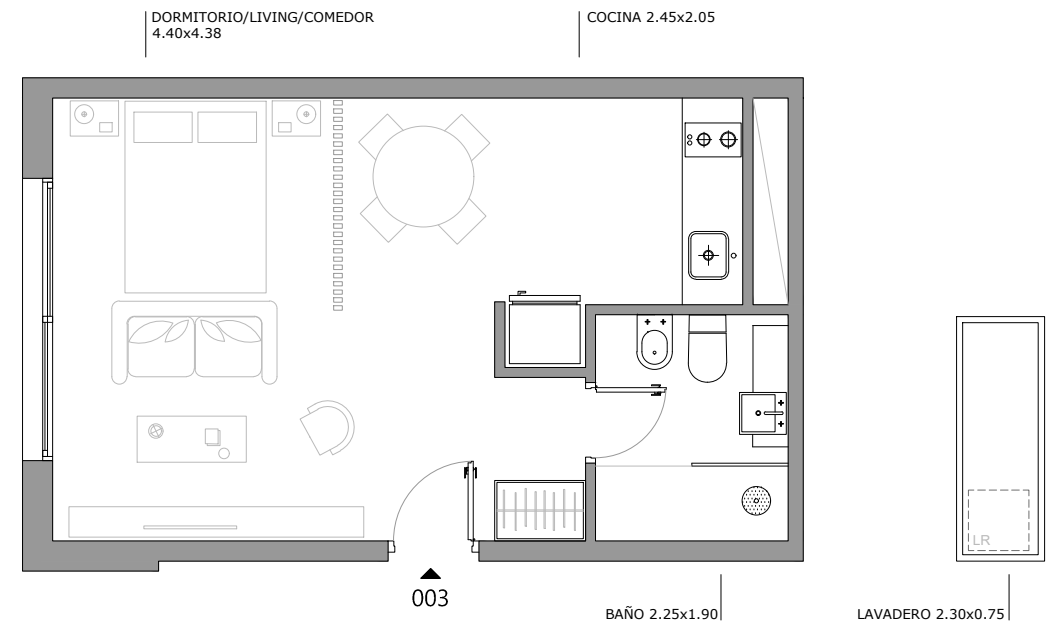 DORMITORIO/LIVING/COMEDOR
4.40x4.38
COCINA 2.45x2.05
LR
003
BAÑO 2.25x1.90
LAVADERO 2.30x0.75